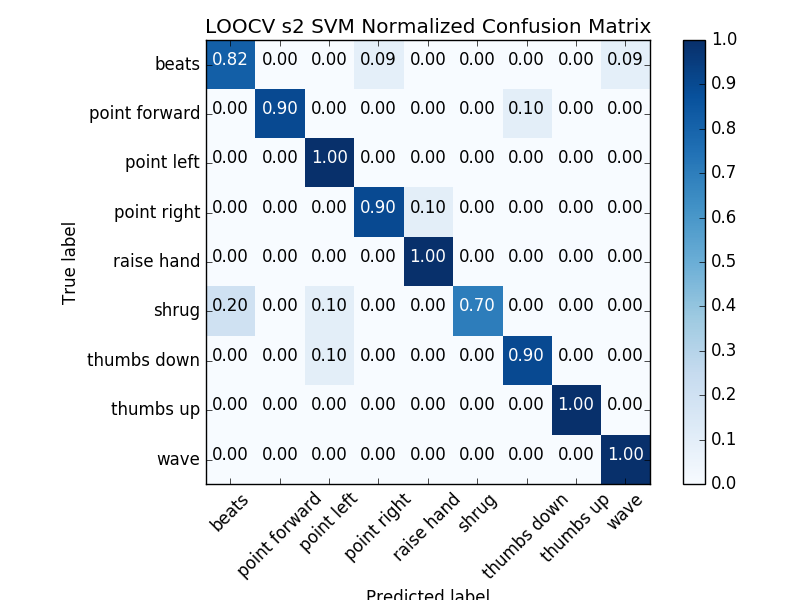 LOOCV s2 SVM Normalized Confusion Matrix
True label
beats 0.82 0.00 0.00 0.09 0.00 0.00 0.00 0.00 0.09
point forward 0.00 0.90 0.00 0.00 0.00 0.00 0.10 0.00 0.00
point left 0.00 0.00 1.00 0.00 0.00 0.00 0.00 0.00 0.00
point right 0.00 0.00 0.00 0.90 0.10 0.00 0.00 0.00 0.00
raise hand 0.00 0.00 0.00 0.00 1.00 0.00 0.00 0.00 0.00
shrug 0.20 0.00 0.10 0.00 0.00 0.70 0.00 0.00 0.00
thumbs down 0.00 0.00 0.10 0.00 0.00 0.00 0.90 0.00 0.00
thumbs up 0.00 0.00 0.00 0.00 0.00 0.00 0.00 1.00 0.00
wave 0.00 0.00 0.00 0.00 0.00 0.00 0.00 0.00 1.00
beats point forward point left point right raise hand shrug thumbs down thumbs up wave
Predicted label
1.0
0.9
0.8
0.7
0.6
0.5
0.4
0.3
0.2
0.1
0.0